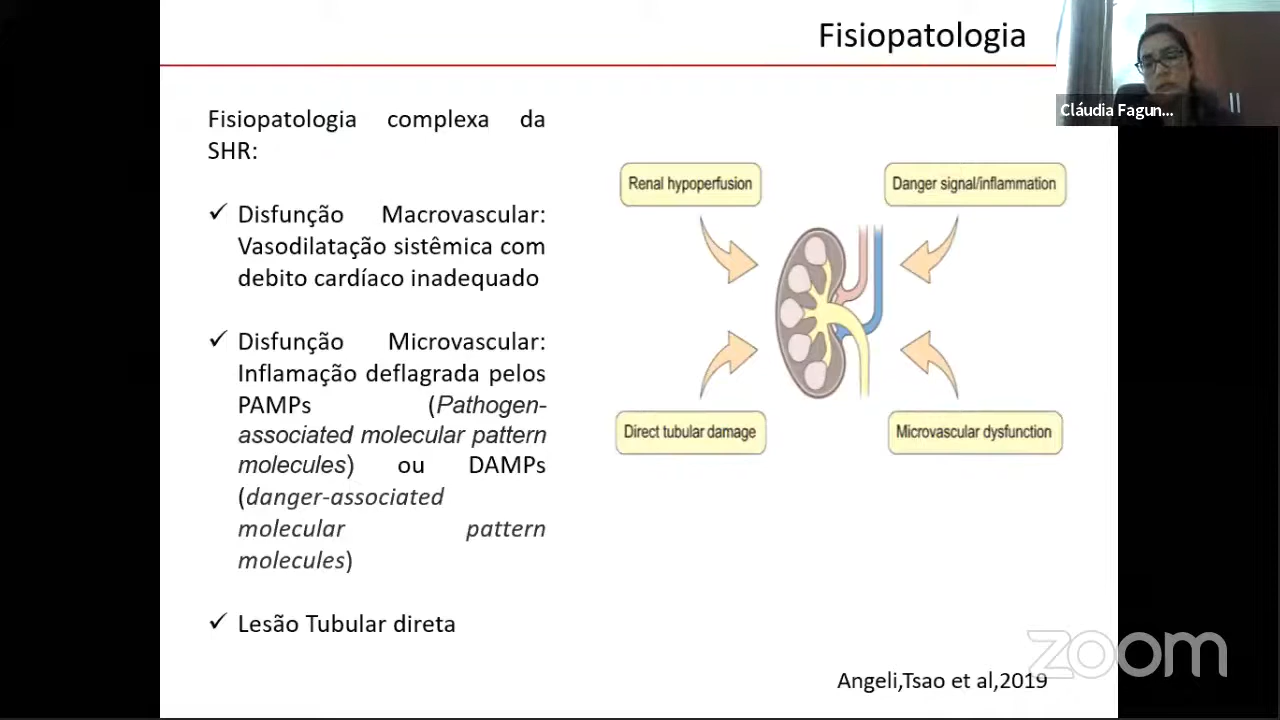 Fisiopatologia
Cláudia Fagun...
Fisiopatologia complexa da
SHR:
✓ Disfunção Macrovascular:
Vasodilatação sistêmica com
debito cardíaco inadequado
✓ Disfunção Microvascular:
Inflamação deflagrada pelos
PAMPs (Pathogen-
associated molecular pattern
molecules) ou DAMPs
(danger-associated
molecular pattern
molecules)
✓ Lesão Tubular direta
Renal hypoperfusion
Danger signal/inflammation
Direct tubular damage
Microvascular dysfunction
zoom
Angeli,Tsao et al,2019